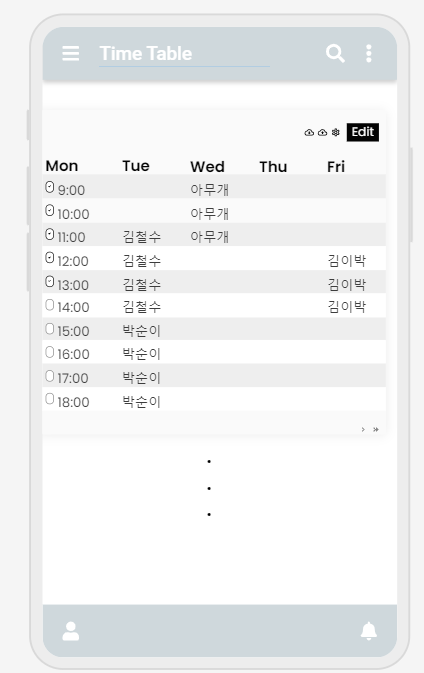 Time Table
Edit
Mon Tue Wed Thu Fri
9:00 아무개
10:00 아무개
11:00 김철수 아무개
12:00 김철수 김이박
13:00 김철수 김이박
14:00 김철수 김이박
15:00 박순이
16:00 박순이
17:00 박순이
18:00 박순이